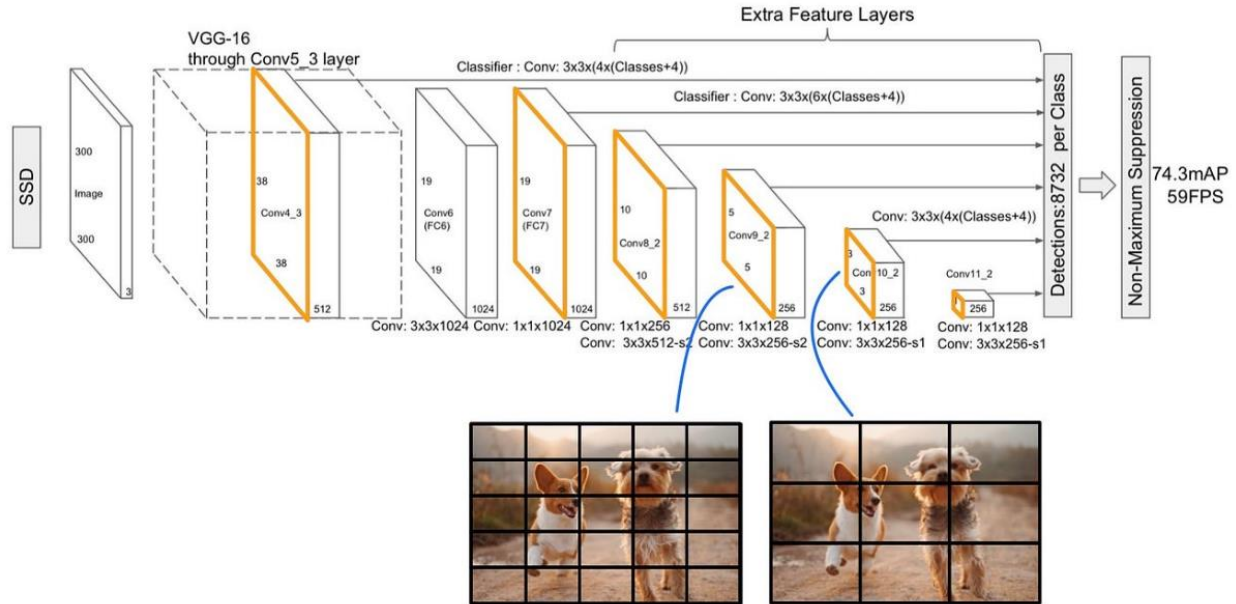 Extra Feature Layers
VGG-16
through Conv5_3 layer
Classifier : Conv: 3x3x(4x(Classes+4))
Classifier : Conv: 3x3x(6x(Classes+4))
SSD
300
Image
300
3
38
Conv4_3
38
512
19
Conv6
(FC6)
19
1024
19
Conv7
(FC7)
19
1024
10
Conv8_2
10
512
5
Conv9_2
5
256
Conv: 3x3x(4x(Classes+4))
3
Conv10_2
3
256
Conv11_2
256
Detections:8732 per Class
Non-Maximum Suppression
74.3mAP
59FPS
Conv: 3x3x1024 Conv: 1x1x1024 Conv: 1x1x256 Conv: 1x1x128 Conv: 1x1x128 Conv: 1x1x128
Conv: 3x3x512-s2 Conv: 3x3x256-s2 Conv: 3x3x256-s1 Conv: 3x3x256-s1